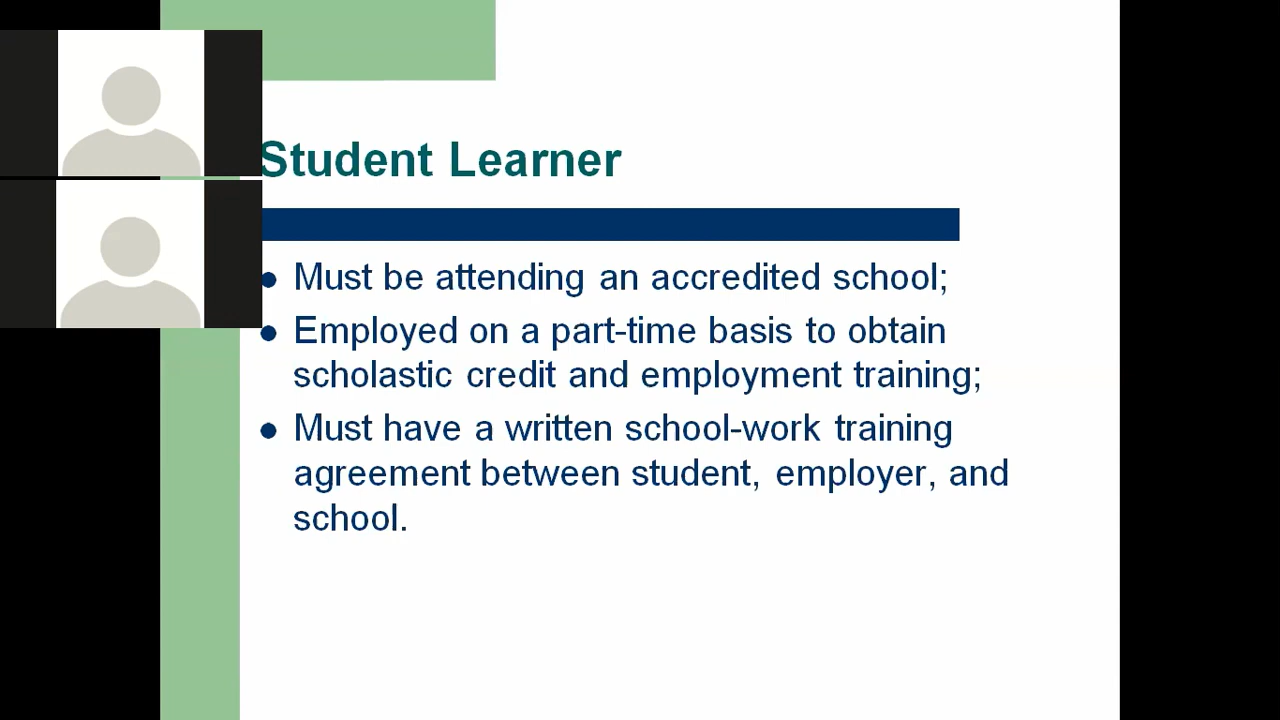 Student Learner
Must be attending an accredited school;
Employed on a part-time basis to obtain
scholastic credit and employment training;
Must have a written school-work training
agreement between student, employer, and
school.